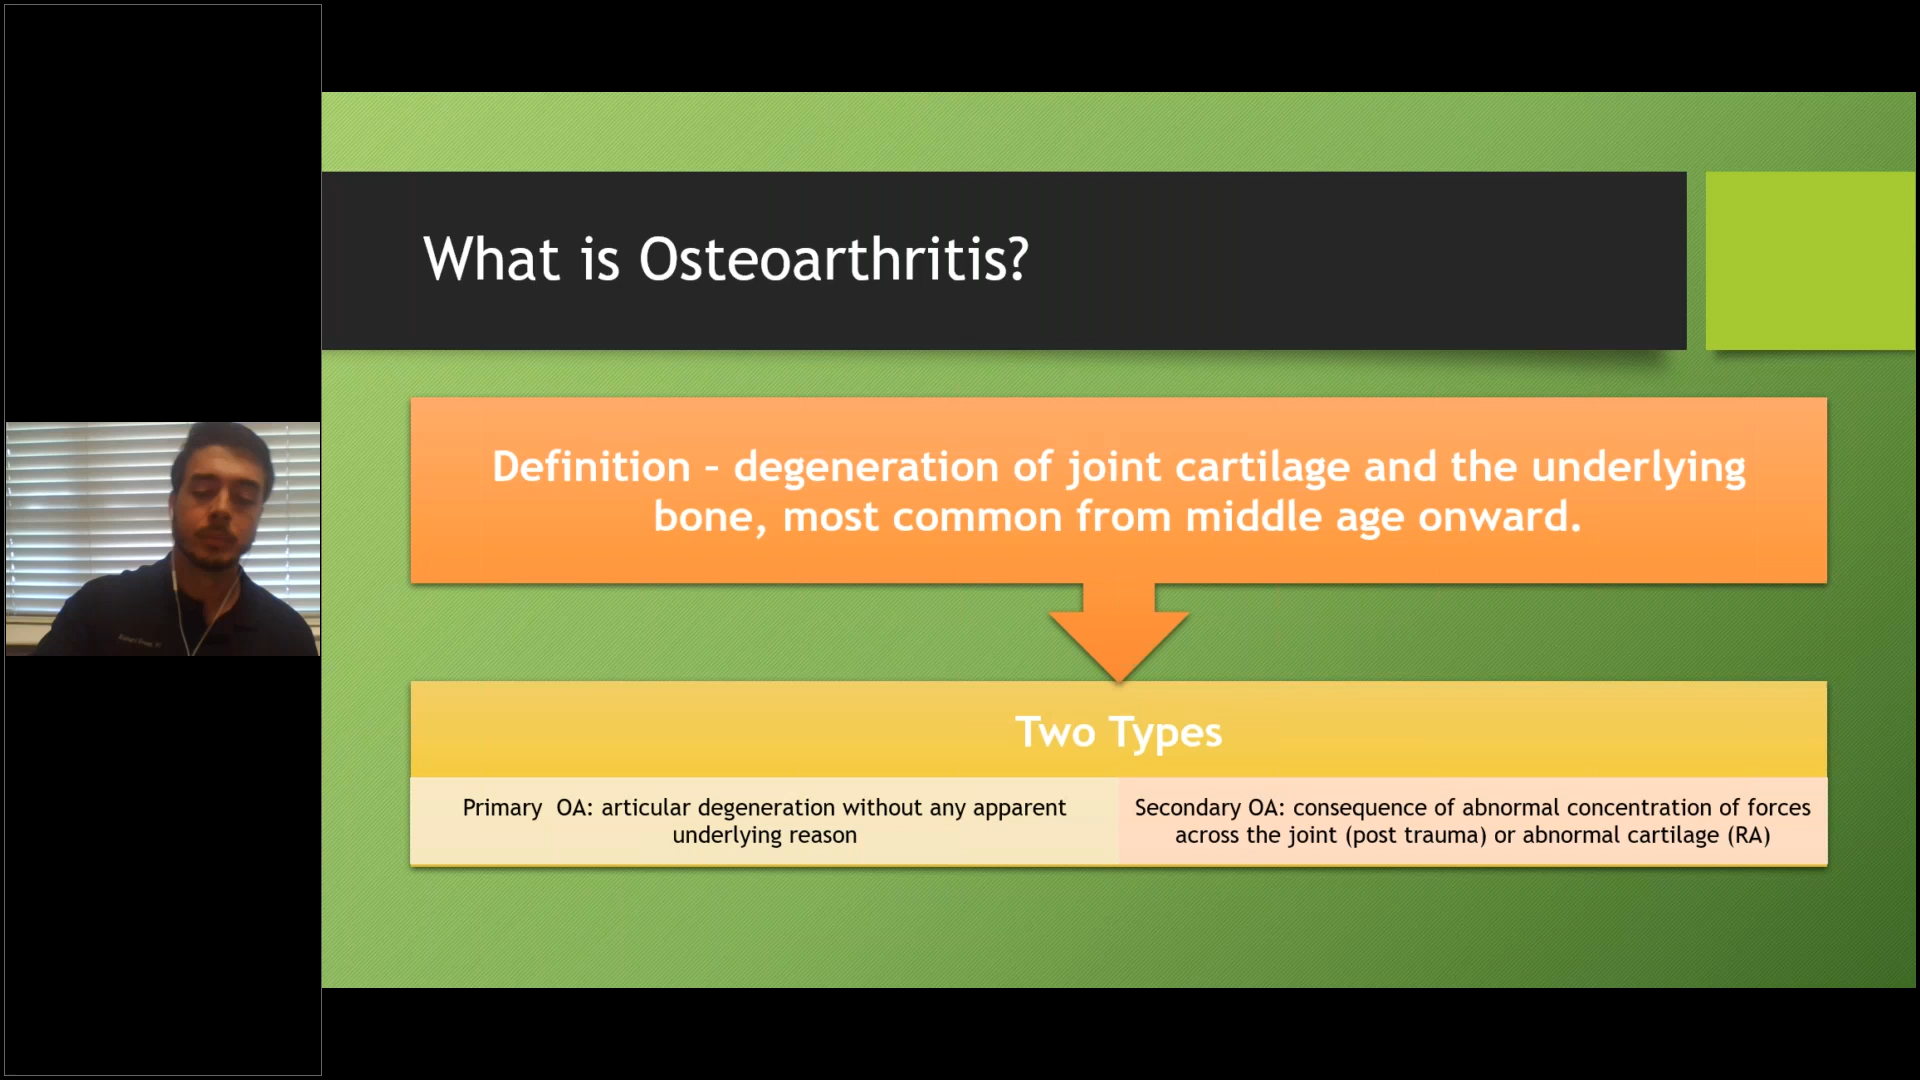 What is Osteoarthritis?
Definition – degeneration of joint cartilage and the underlying
bone, most common from middle age onward.
Two Types
Primary  OA: articular degeneration without any apparent
underlying reason
Secondary OA: consequence of abnormal concentration of forces
across the joint (post trauma) or abnormal cartilage (RA)